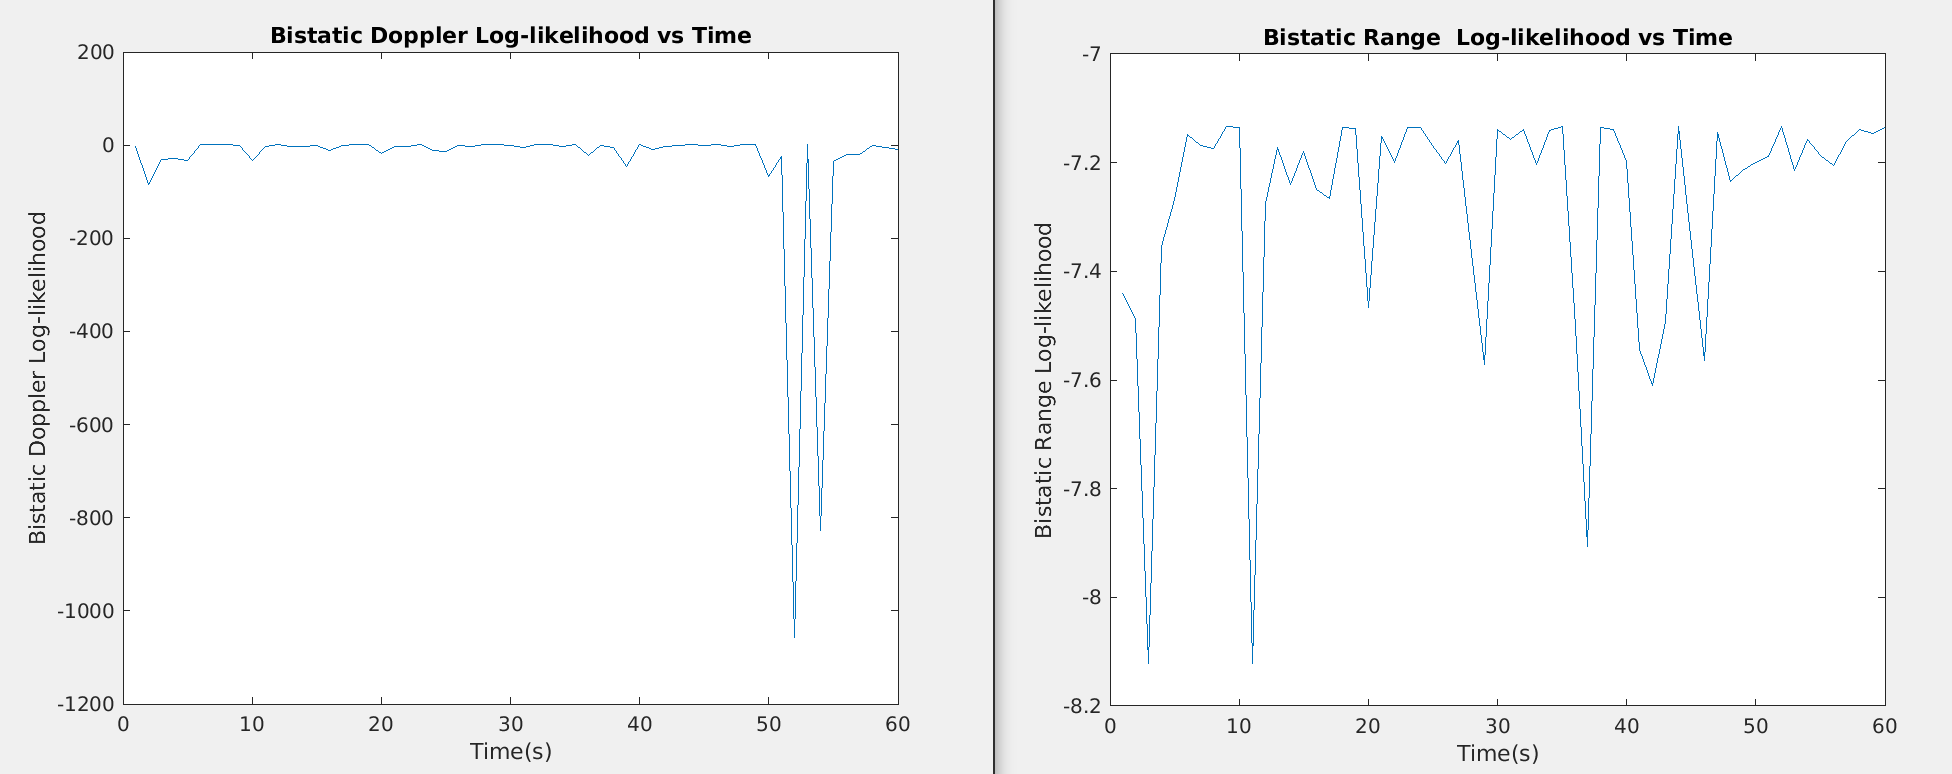 Bistatic Doppler Log-likelihood vs Time
200
0
-200
-400
-600
-800
-1000
-1200
Bistatic Doppler Log-likelihood
0 10 20 30 40 50 60
Time(s)
Bistatic Range  Log-likelihood vs Time
-7
-7.2
-7.4
-7.6
-7.8
-8
-8.2
Bistatic Range Log-likelihood
0 10 20 30 40 50 60
Time(s)